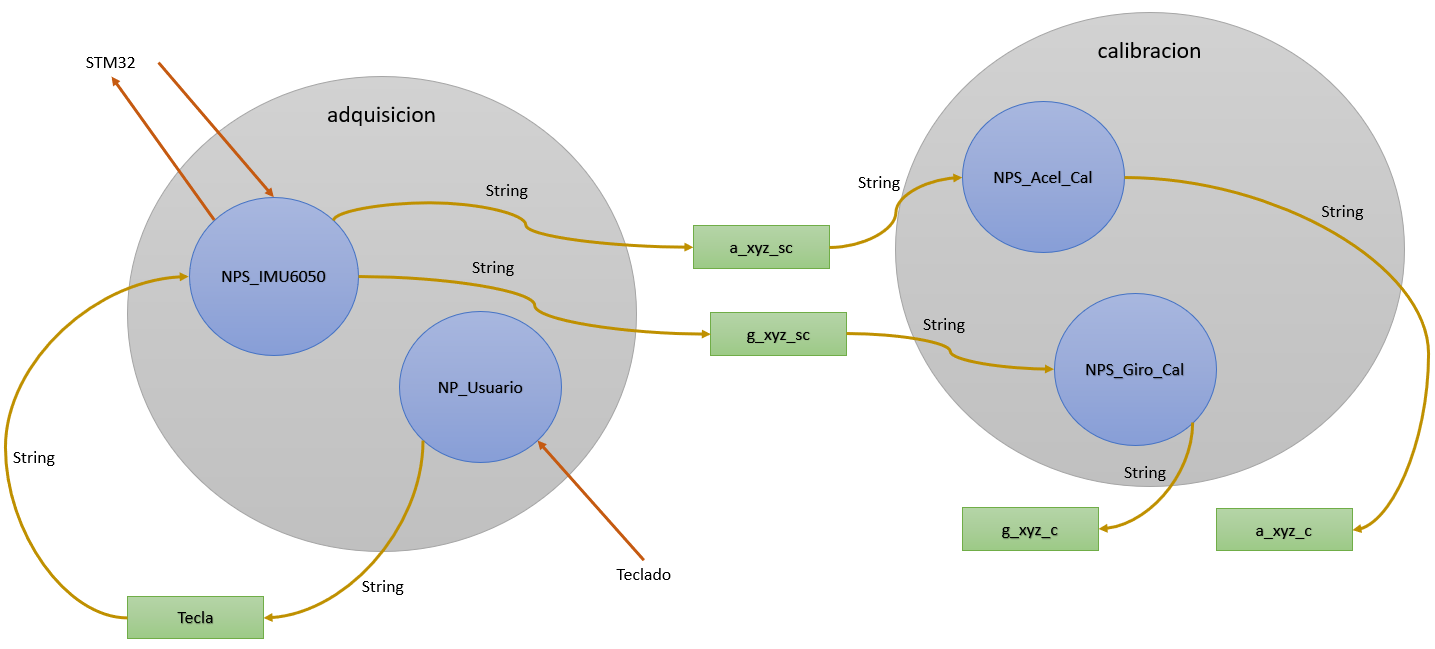 calibracion
STM32
adquisicion
NPS_Acel_Cal
String
String
String
a_xyz_sc
String
NPS_IMU6050
String
g_xyz_sc
String
NPS_Giro_Cal
NP_Usuario
String
String
g_xyz_c
a_xyz_c
Teclado
String
Tecla